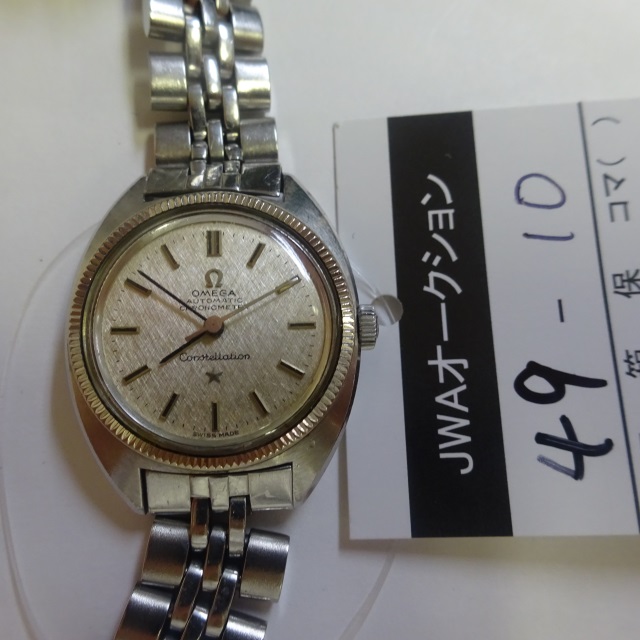 OMEGA
AUTOMATIC
CHRONOMETER
Constellation
SWISS MADE
JWAオークション
49-10
保
コマ( )